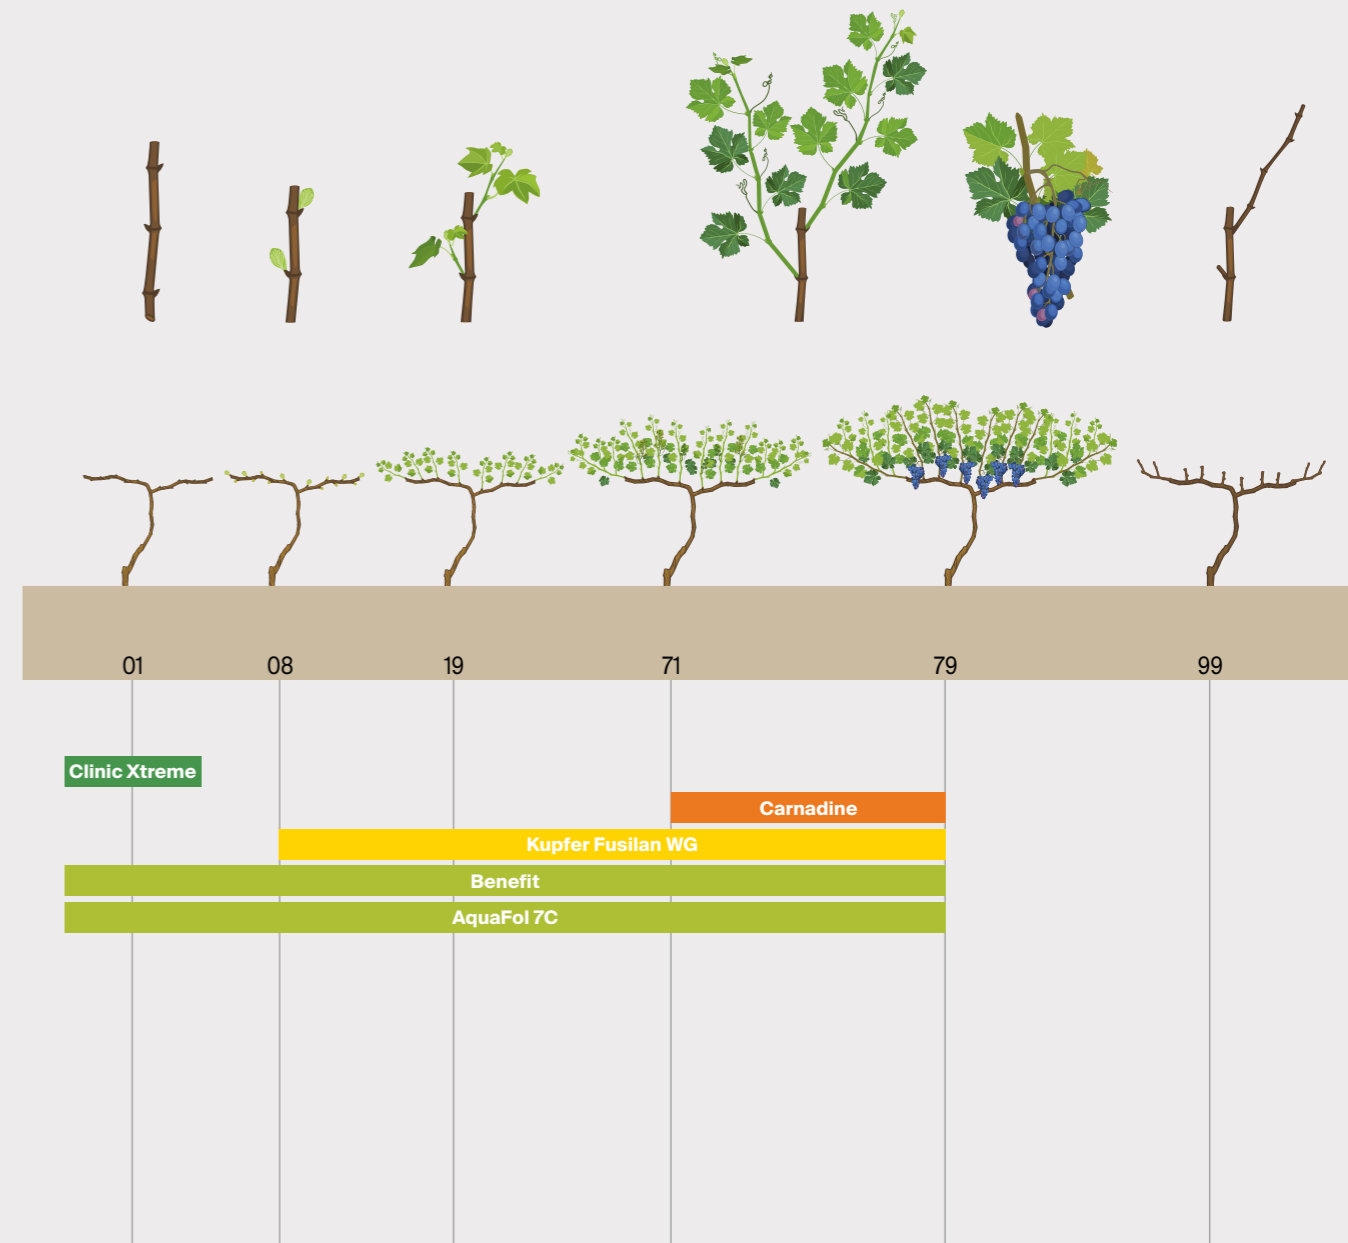 01 08 19 71 79 99
Clinic Xtreme
Carnadine
Kupfer Fusilan WG
Benefit
AquaFol 7C